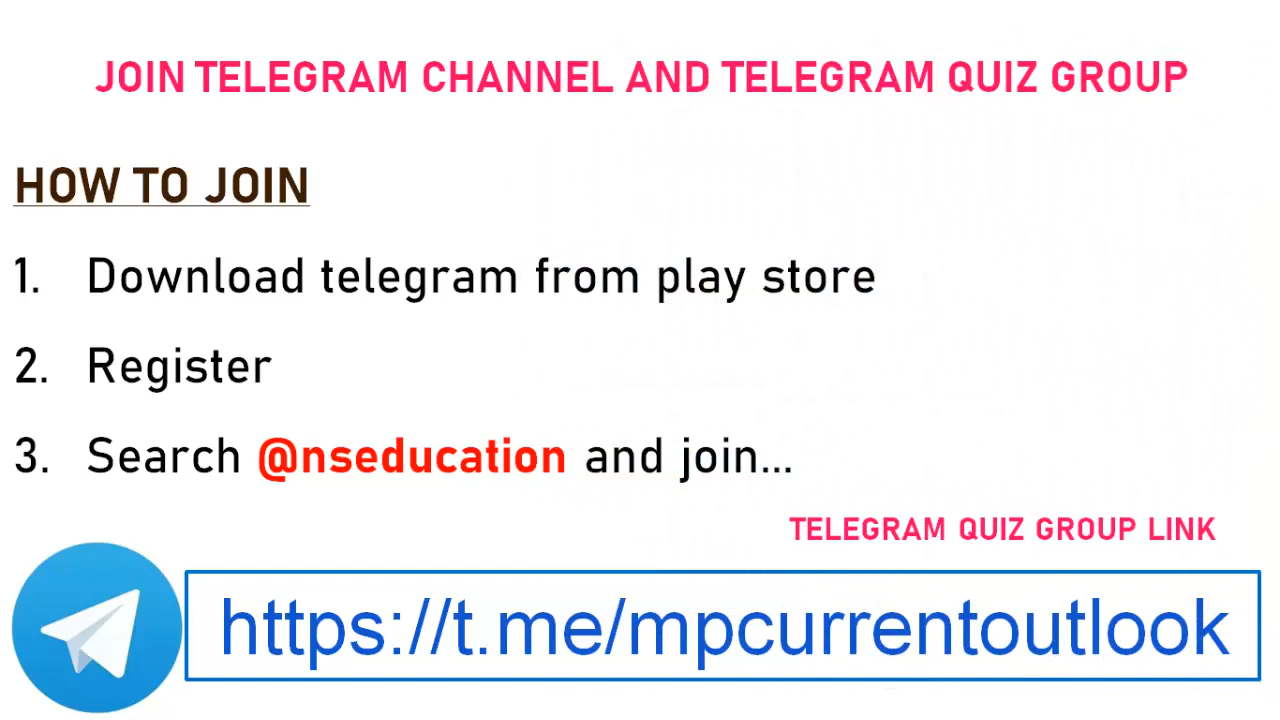 JOIN TELEGRAM CHANNEL AND TELEGRAM QUIZ GROUP
HOW TO JOIN
1. Download telegram from play store
2. Register
3. Search @nseducation and join...
TELEGRAM QUIZ GROUP LINK
https://t.me/mpcurrentoutlook